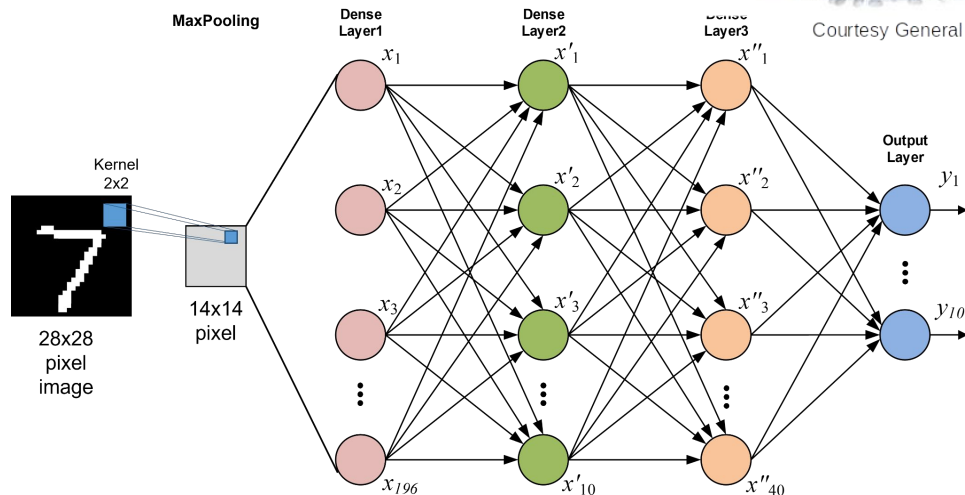 MaxPooling
Dense
Layer1
Dense
Layer2
Dense
Layer3
Courtesy General
x1
x'1
x''1
Kernel
2x2
Output
Layer
x2
x'2
x''2
y1
x3
x'3
x''3
y10
28x28
pixel
image
14x14
pixel
x196
x'10
x''40